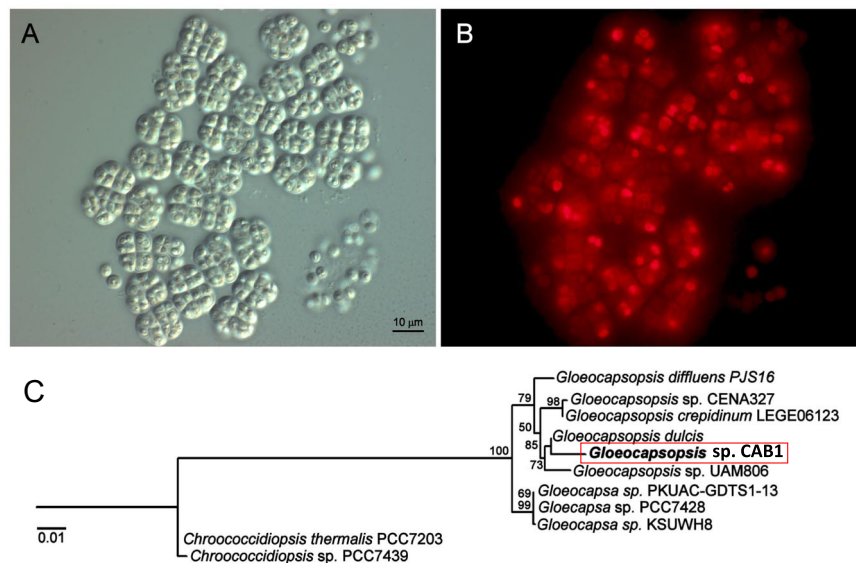 A
B
10 µm
C
Gloeocapsopsis diffluens PJS16
79
98
Gloeocapsopsis sp. CENA327
Gloeocapsopsis crepidinum LEGE06123
50
Gloeocapsopsis dulcis
85
100
Gloeocapsopsis sp. CAB1
73
Gloeocapsopsis sp. UAM806
69
Gloeocapsa sp. PKUAC-GDTS1-13
99
Gloecapsa sp. PCC7428
Gloeocapsa sp. KSUWH8
0.01
Chroococcidiopsis thermalis PCC7203
Chroococcidiopsis sp. PCC7439